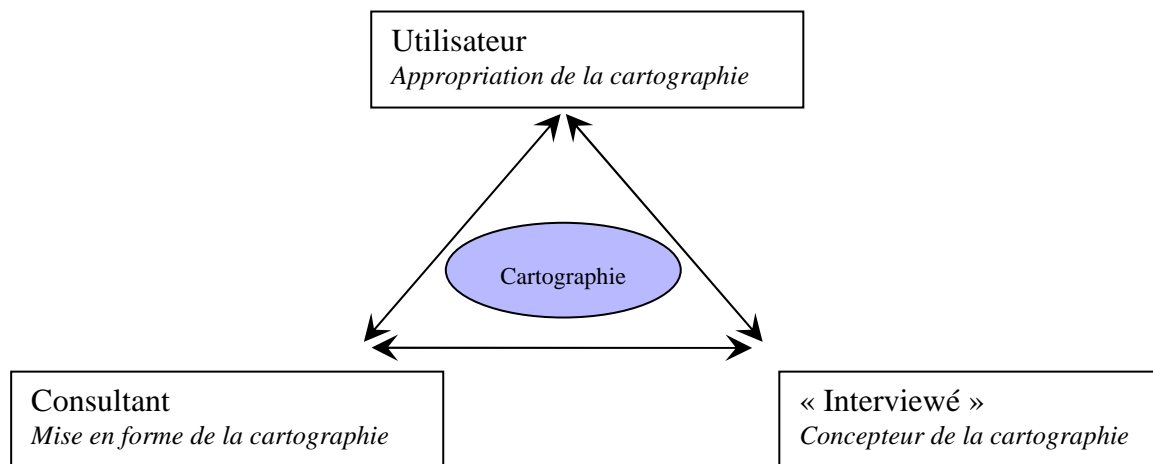 Utilisateur
Appropriation de la cartographie
Cartographie
Consultant
Mise en forme de la cartographie
« Interviewé »
Concepteur de la cartographie